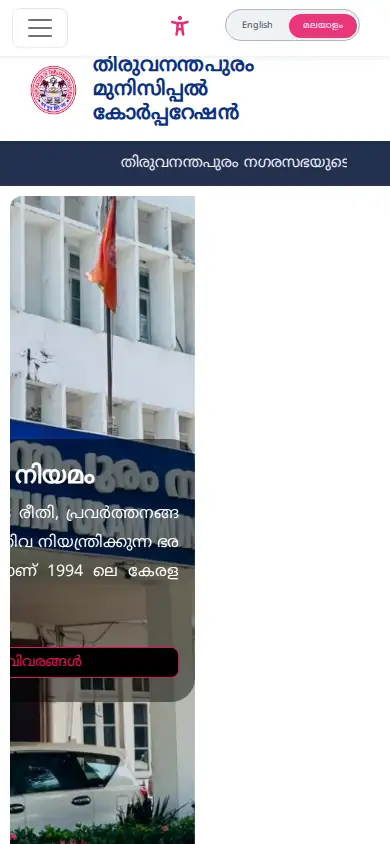 English
മലയാളം
തിരുവനന്തപുരം
മുനിസിപ്പൽ
കോർപ്പറേഷൻ
തിരുവനന്തപുരം നഗരസഭയുടെ
നിയമം
രീതി, പ്രവർത്തനങ്ങ
നിയന്ത്രിക്കുന്ന ഭര
1994 ലെ കേരള
വിവരങ്ങൾ